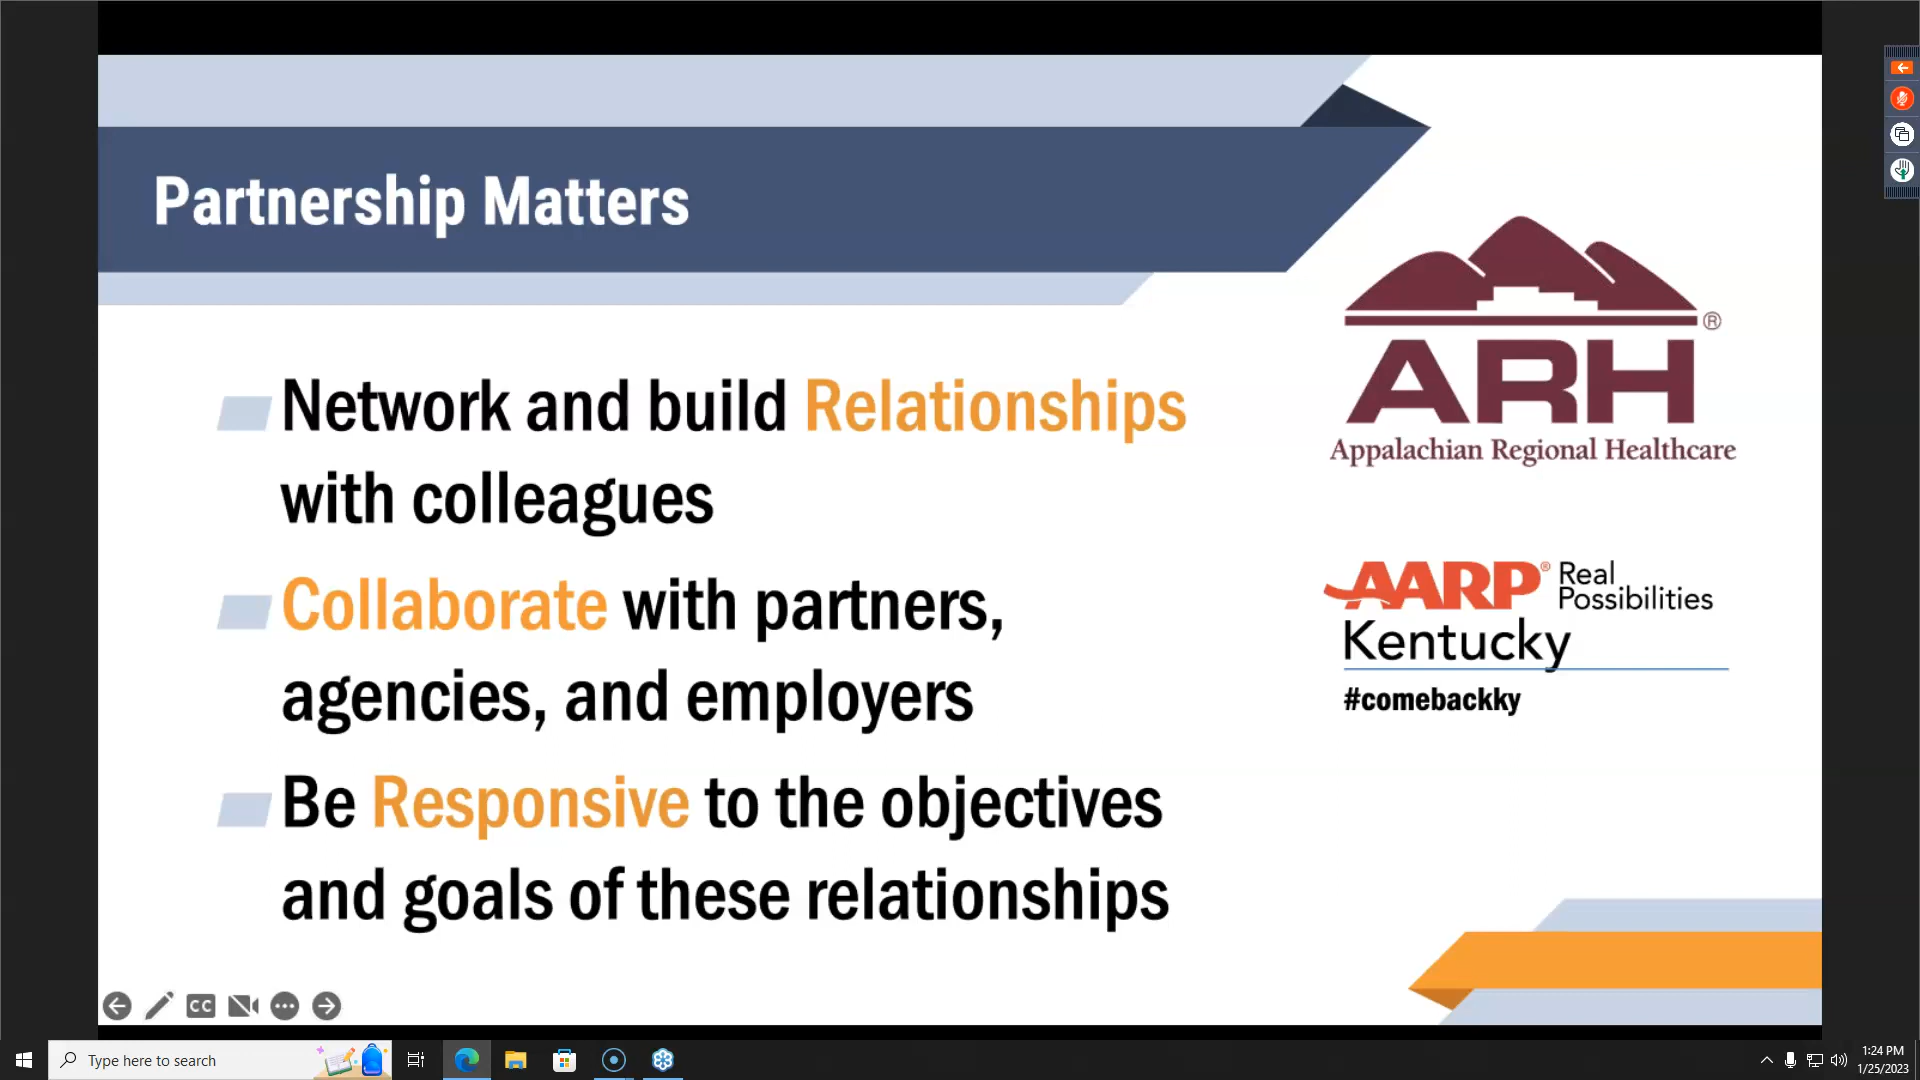 Partnership Matters
Network and build Relationships
with colleagues
Collaborate with partners,
agencies, and employers
Be Responsive to the objectives
and goals of these relationships
®
ARH
Appalachian Regional Healthcare
AARP® Real
Possibilities
Kentucky
#comebackky
CC
Type here to search
1:24 PM
1/25/2023